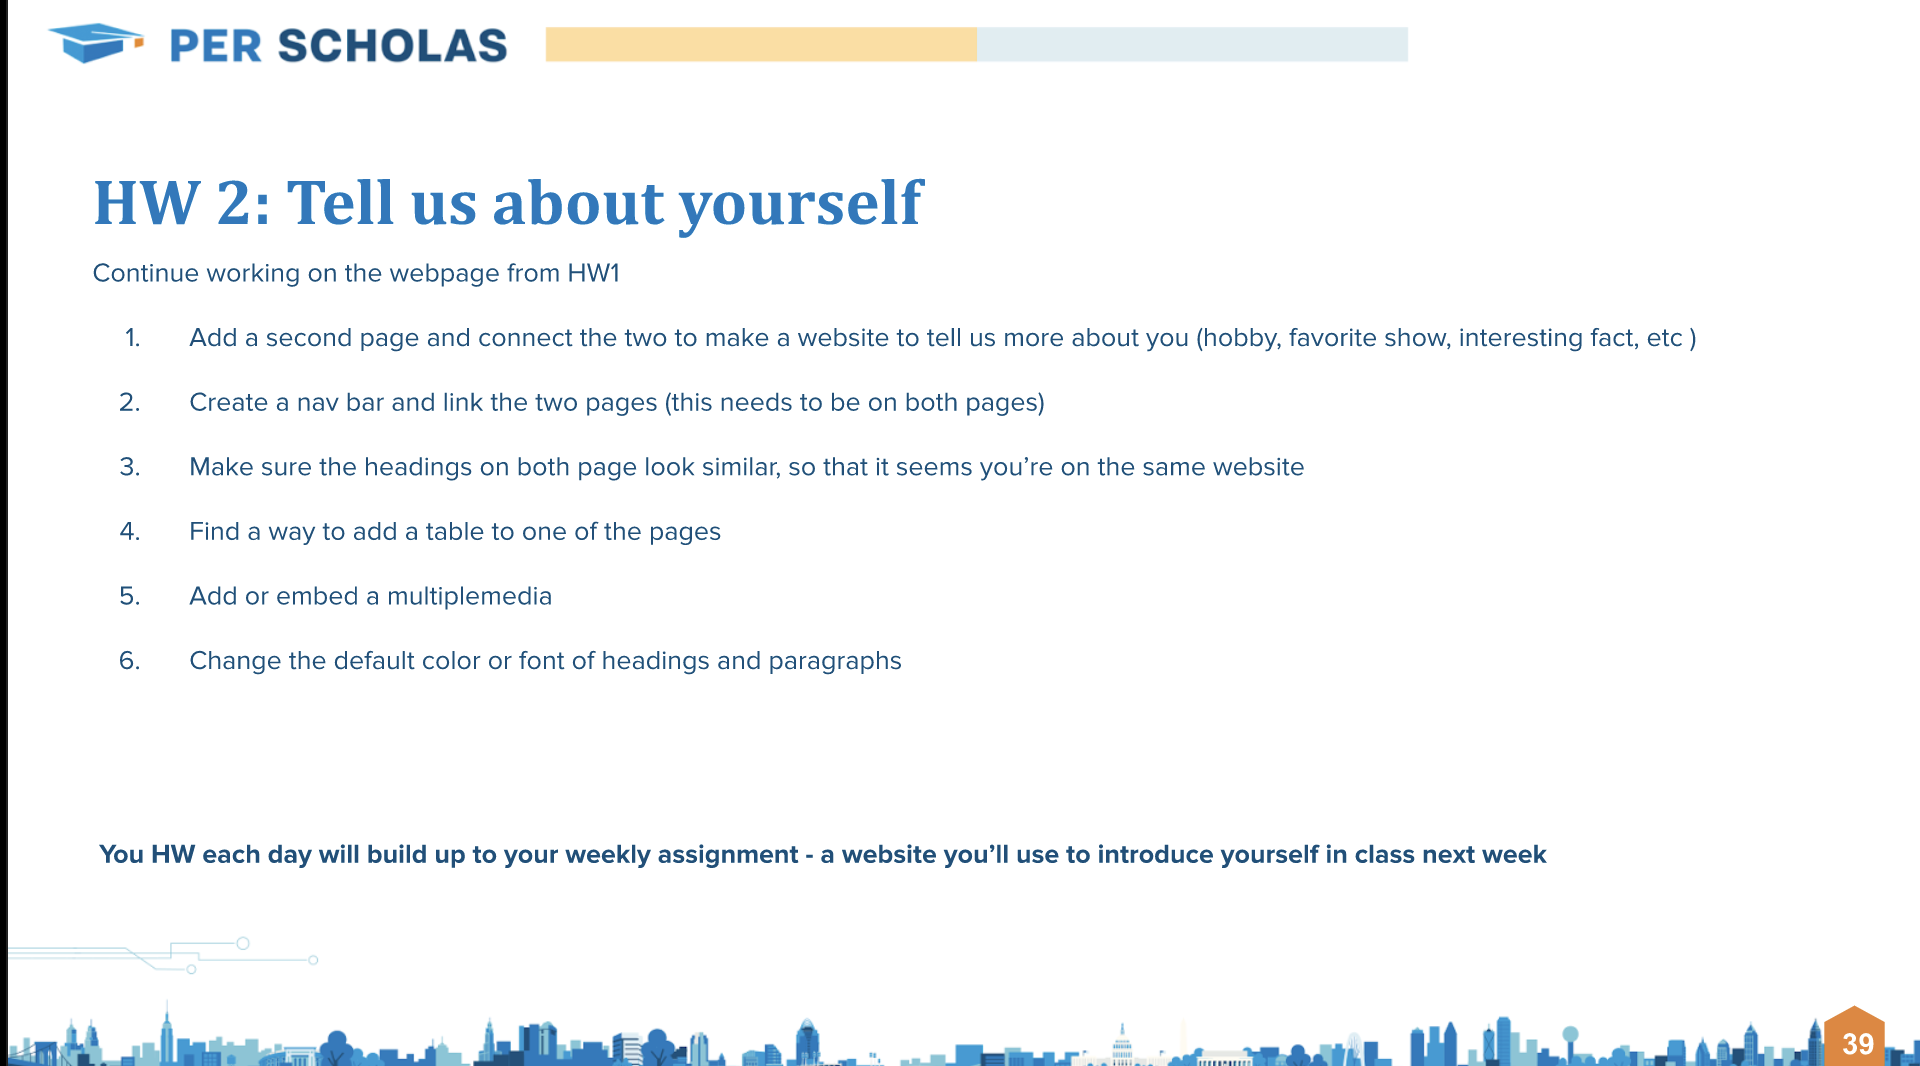 PER SCHOLAS
HW 2: Tell us about yourself
Continue working on the webpage from HW1
1. Add a second page and connect the two to make a website to tell us more about you (hobby, favorite show, interesting fact, etc )
2. Create a nav bar and link the two pages (this needs to be on both pages)
3. Make sure the headings on both page look similar, so that it seems you’re on the same website
4. Find a way to add a table to one of the pages
5. Add or embed a multiplemedia
6. Change the default color or font of headings and paragraphs
You HW each day will build up to your weekly assignment - a website you’ll use to introduce yourself in class next week
39